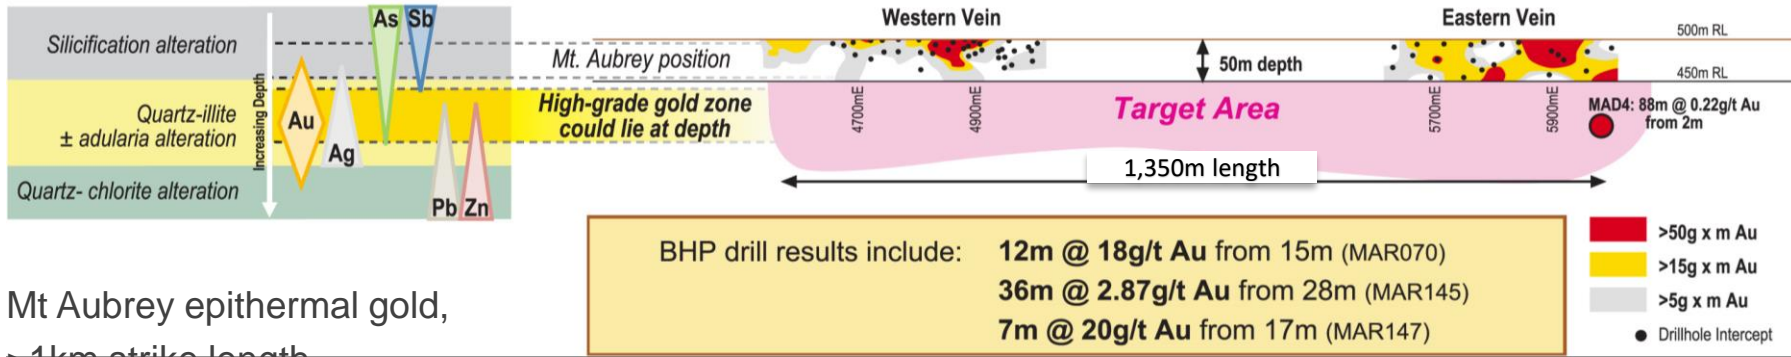 Silicification alteration
Quartz-illite
± adularia alteration
Quartz- chlorite alteration
Increasing Depth
As
Sb
Au
Ag
Pb
Zn
Mt. Aubrey position
High-grade gold zone
could lie at depth
Western Vein
Eastern Vein
500m RL
50m depth
450m RL
4700mE
4900mE
Target Area
5700mE
5900mE
MAD4: 88m @ 0.22g/t Au
from 2m
1,350m length
BHP drill results include: 12m @ 18g/t Au from 15m (MAR070)
36m @ 2.87g/t Au from 28m (MAR145)
7m @ 20g/t Au from 17m (MAR147)
>50g x m Au
>15g x m Au
>5g x m Au
Drillhole Intercept
Mt Aubrey epithermal gold,
>1km strike length